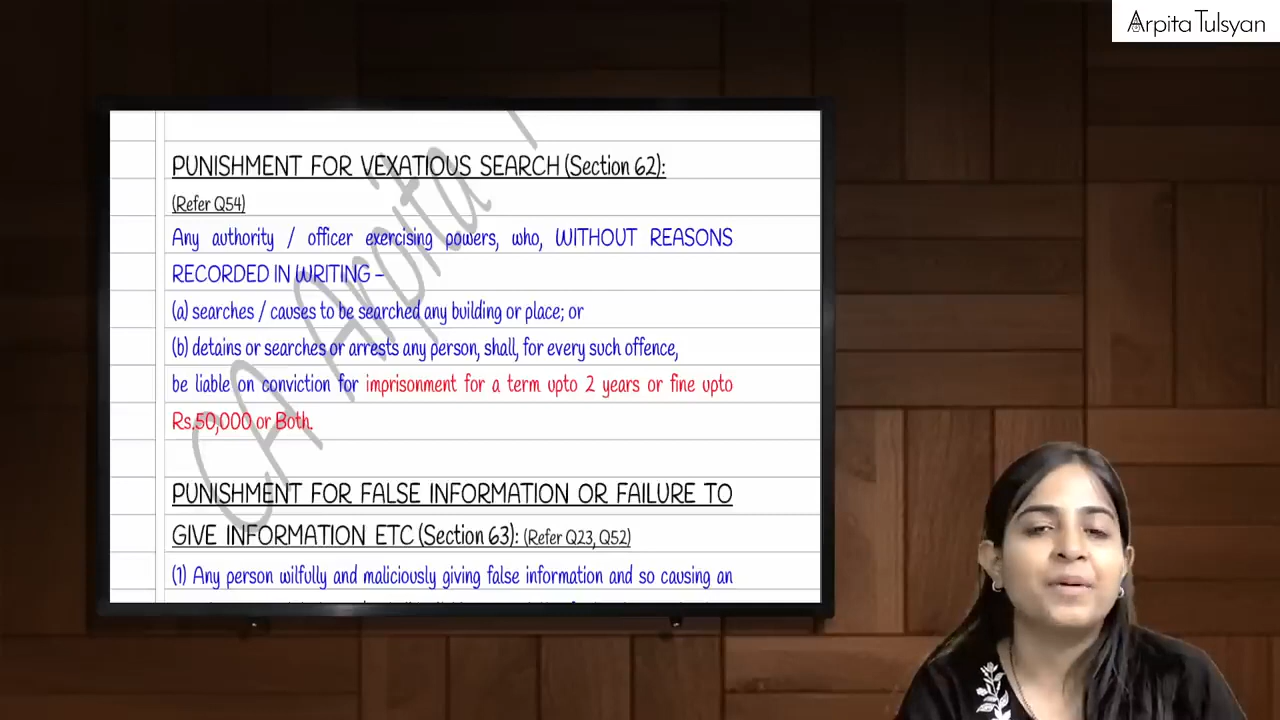 Arpita Tulsyan
PUNISHMENT FOR VEXATIOUS SEARCH (Section 62):
(Refer Q54)
Any authority / officer exercising powers, who, WITHOUT REASONS
RECORDED IN WRITING –
(a) searches / causes to be searched any building or place; or
(b) detains or searches or arrests any person, shall, for every such offence,
be liable on conviction for imprisonment for a term upto 2 years or fine upto
Rs.50,000 or Both.
PUNISHMENT FOR FALSE INFORMATION OR FAILURE TO
GIVE INFORMATION ETC (Section 63): (Refer Q23, Q52)
(1) Any person wilfully and maliciously giving false information and so causing an
CA Arpita